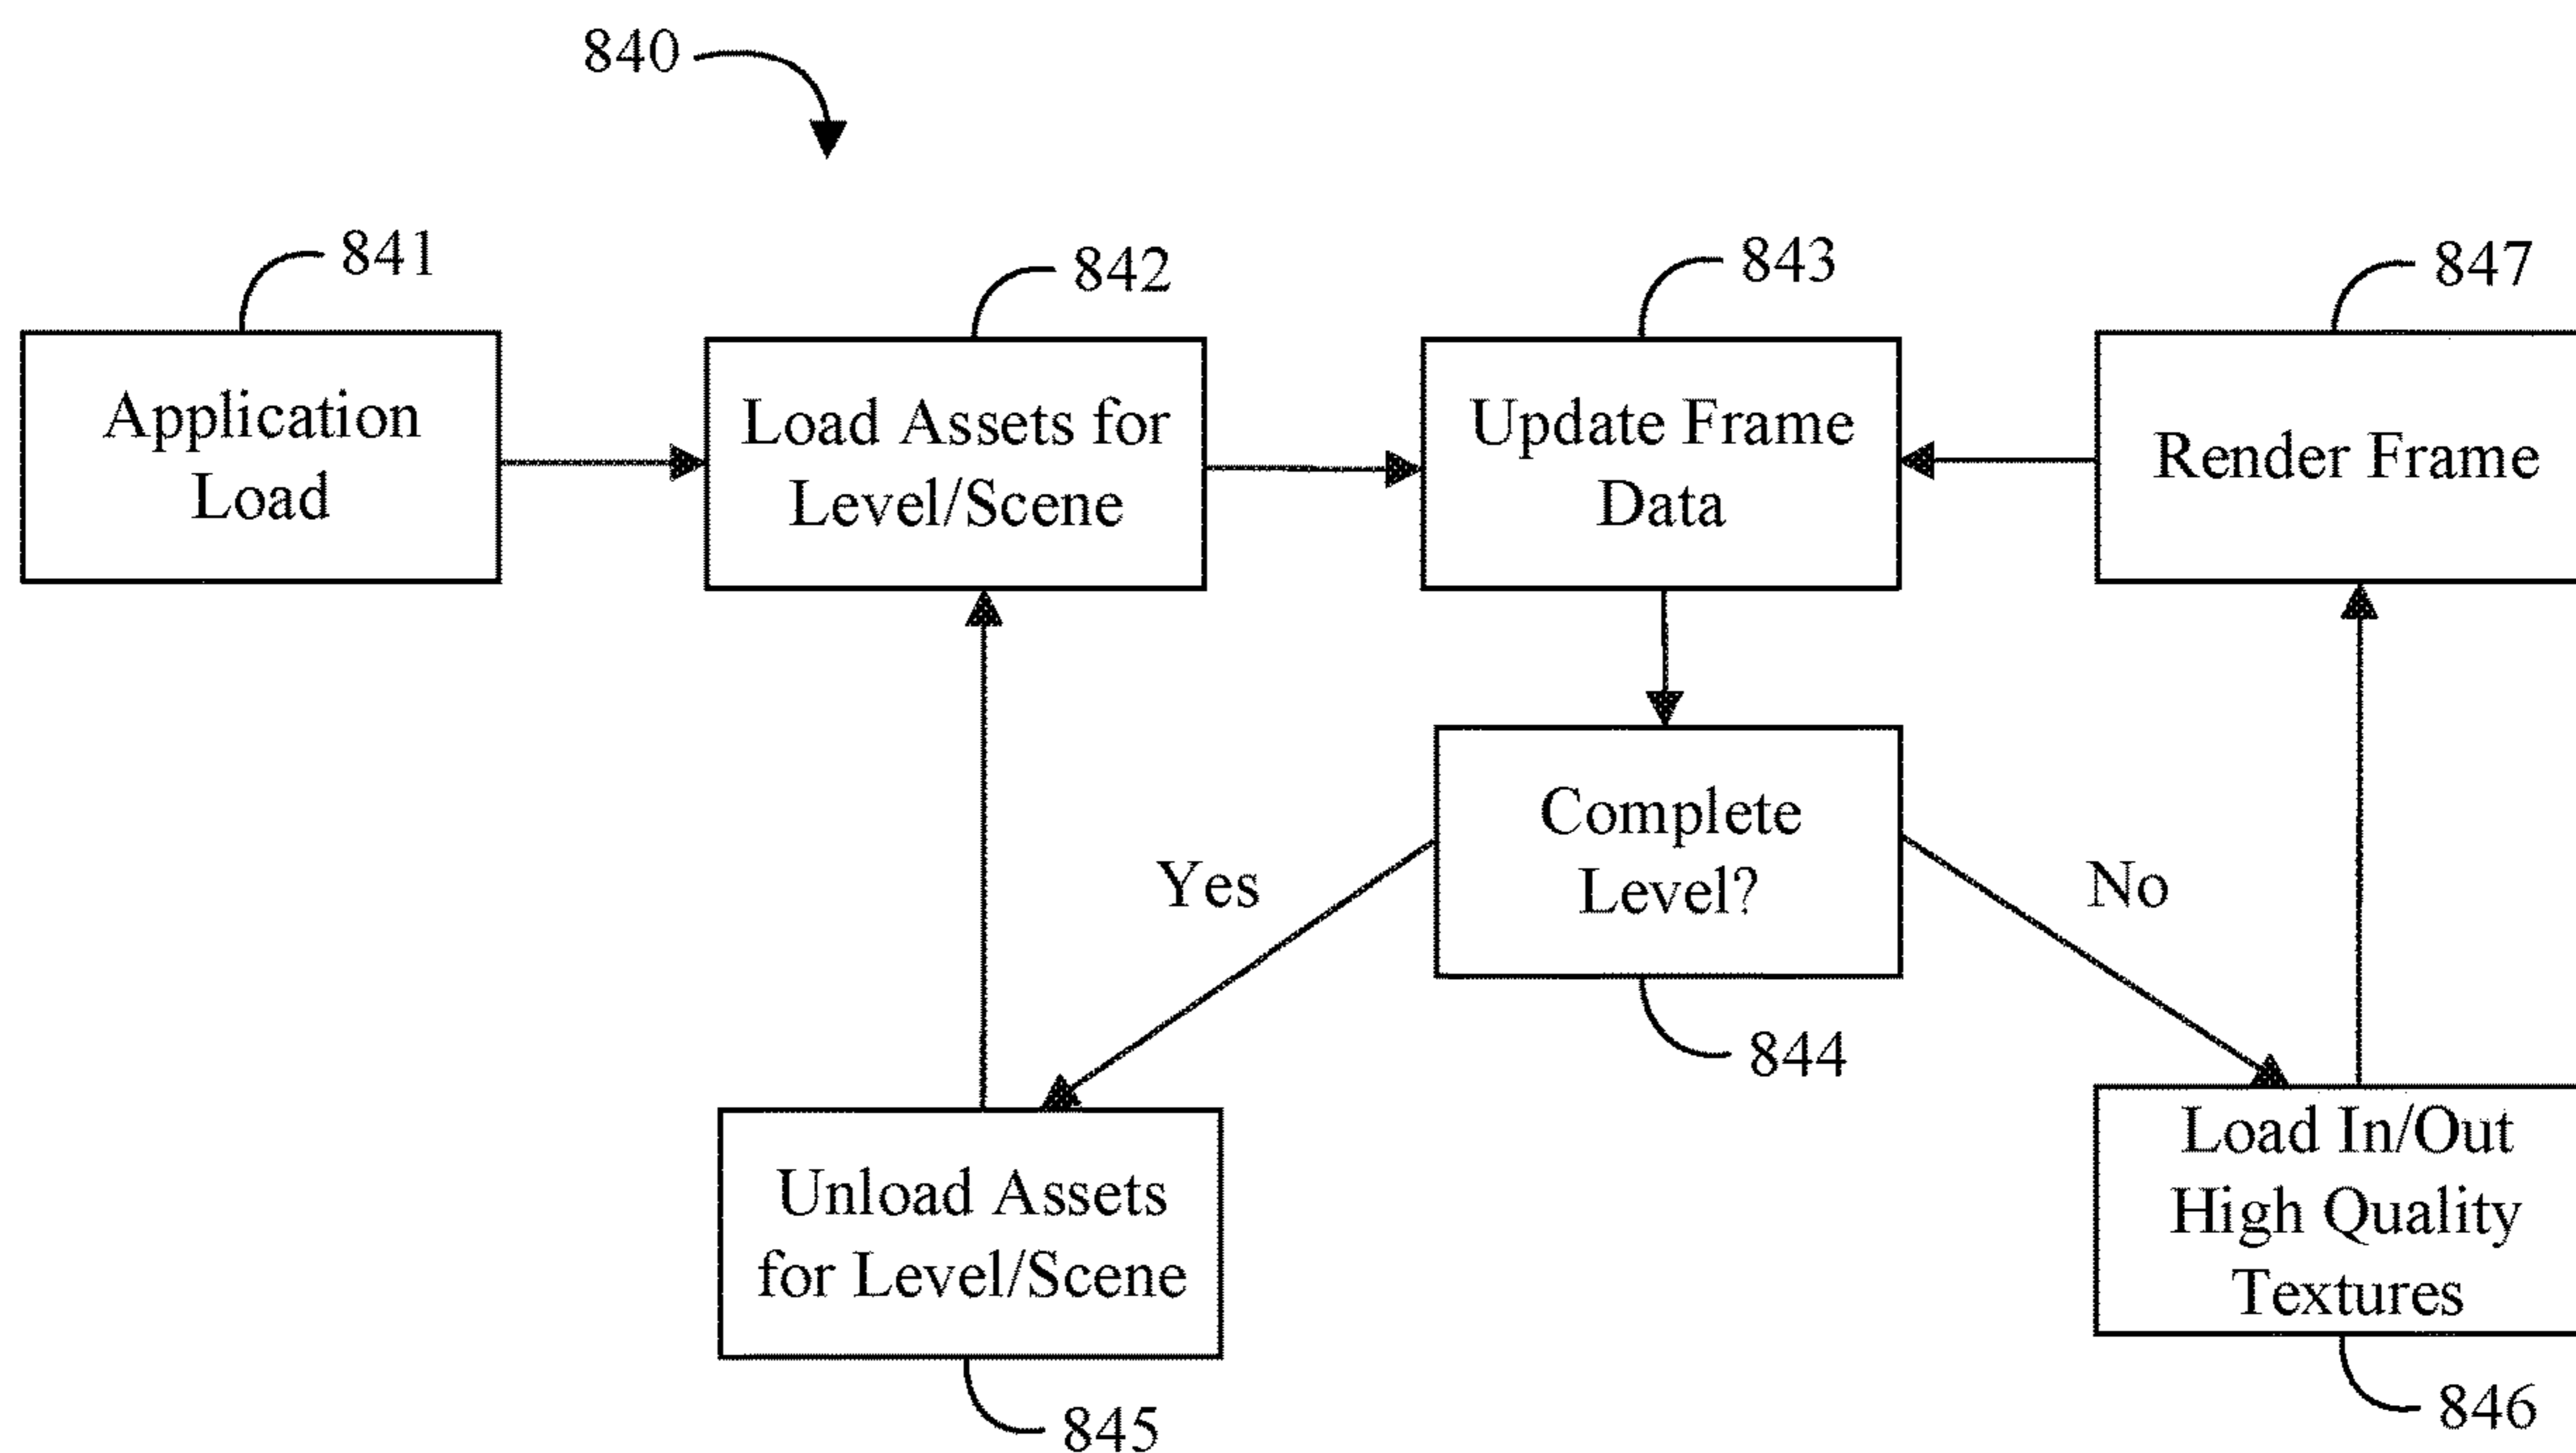 840
841
842
843
847
Application
Load
Load Assets for
Level/Scene
Update Frame
Data
Render Frame
Complete
Level?
Yes
No
844
Unload Assets
for Level/Scene
Load In/Out
High Quality
Textures
845
846